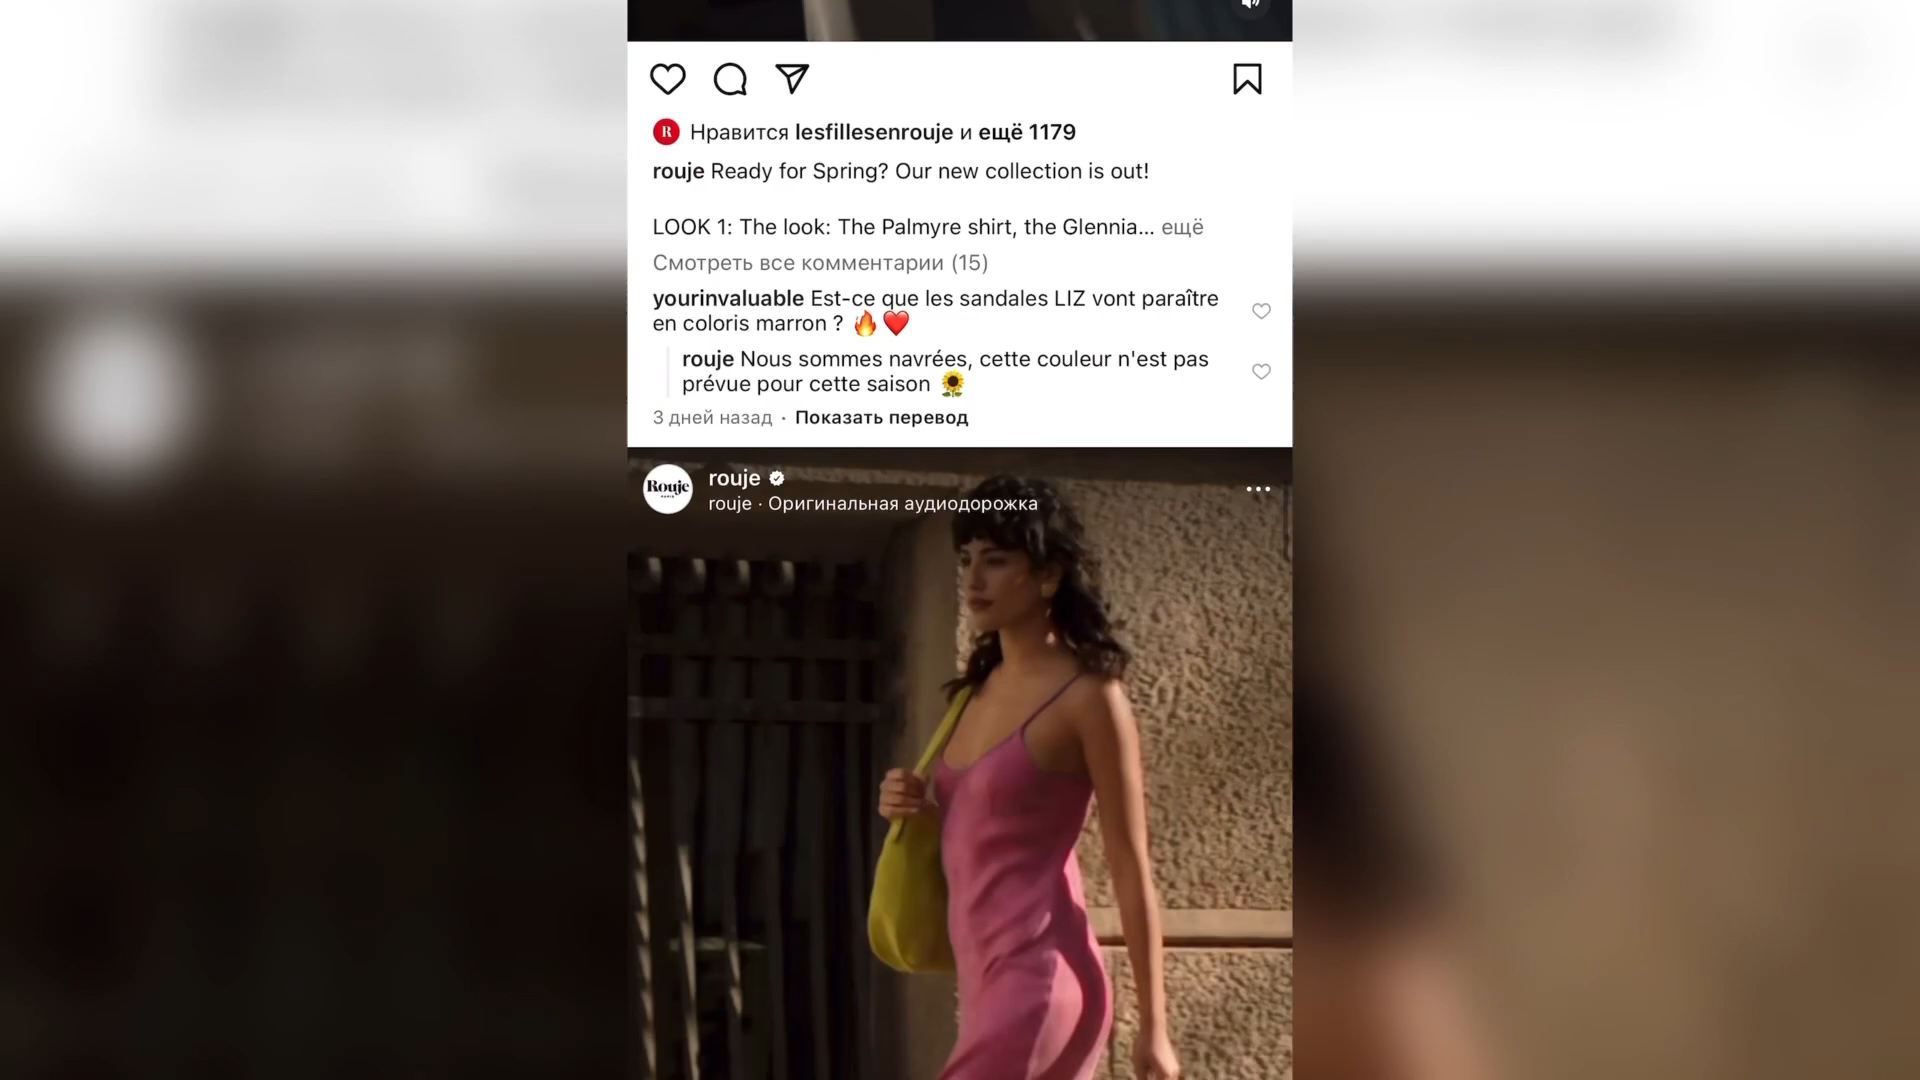 R Нравится lesfillesenrouje и ещё 1179
rouje Ready for Spring? Our new collection is out!
LOOK 1: The look: The Palmyre shirt, the Glennia... ещё
Смотреть все комментарии (15)
yourinvaluable Est-ce que les sandales LIZ vont paraître
en coloris marron ? 🔥❤️
rouje Nous sommes navrées, cette couleur n'est pas
prévue pour cette saison 🌻
3 дней назад · Показать перевод
Rouje
PARIS
rouje
rouje · Оригинальная аудиодорожка